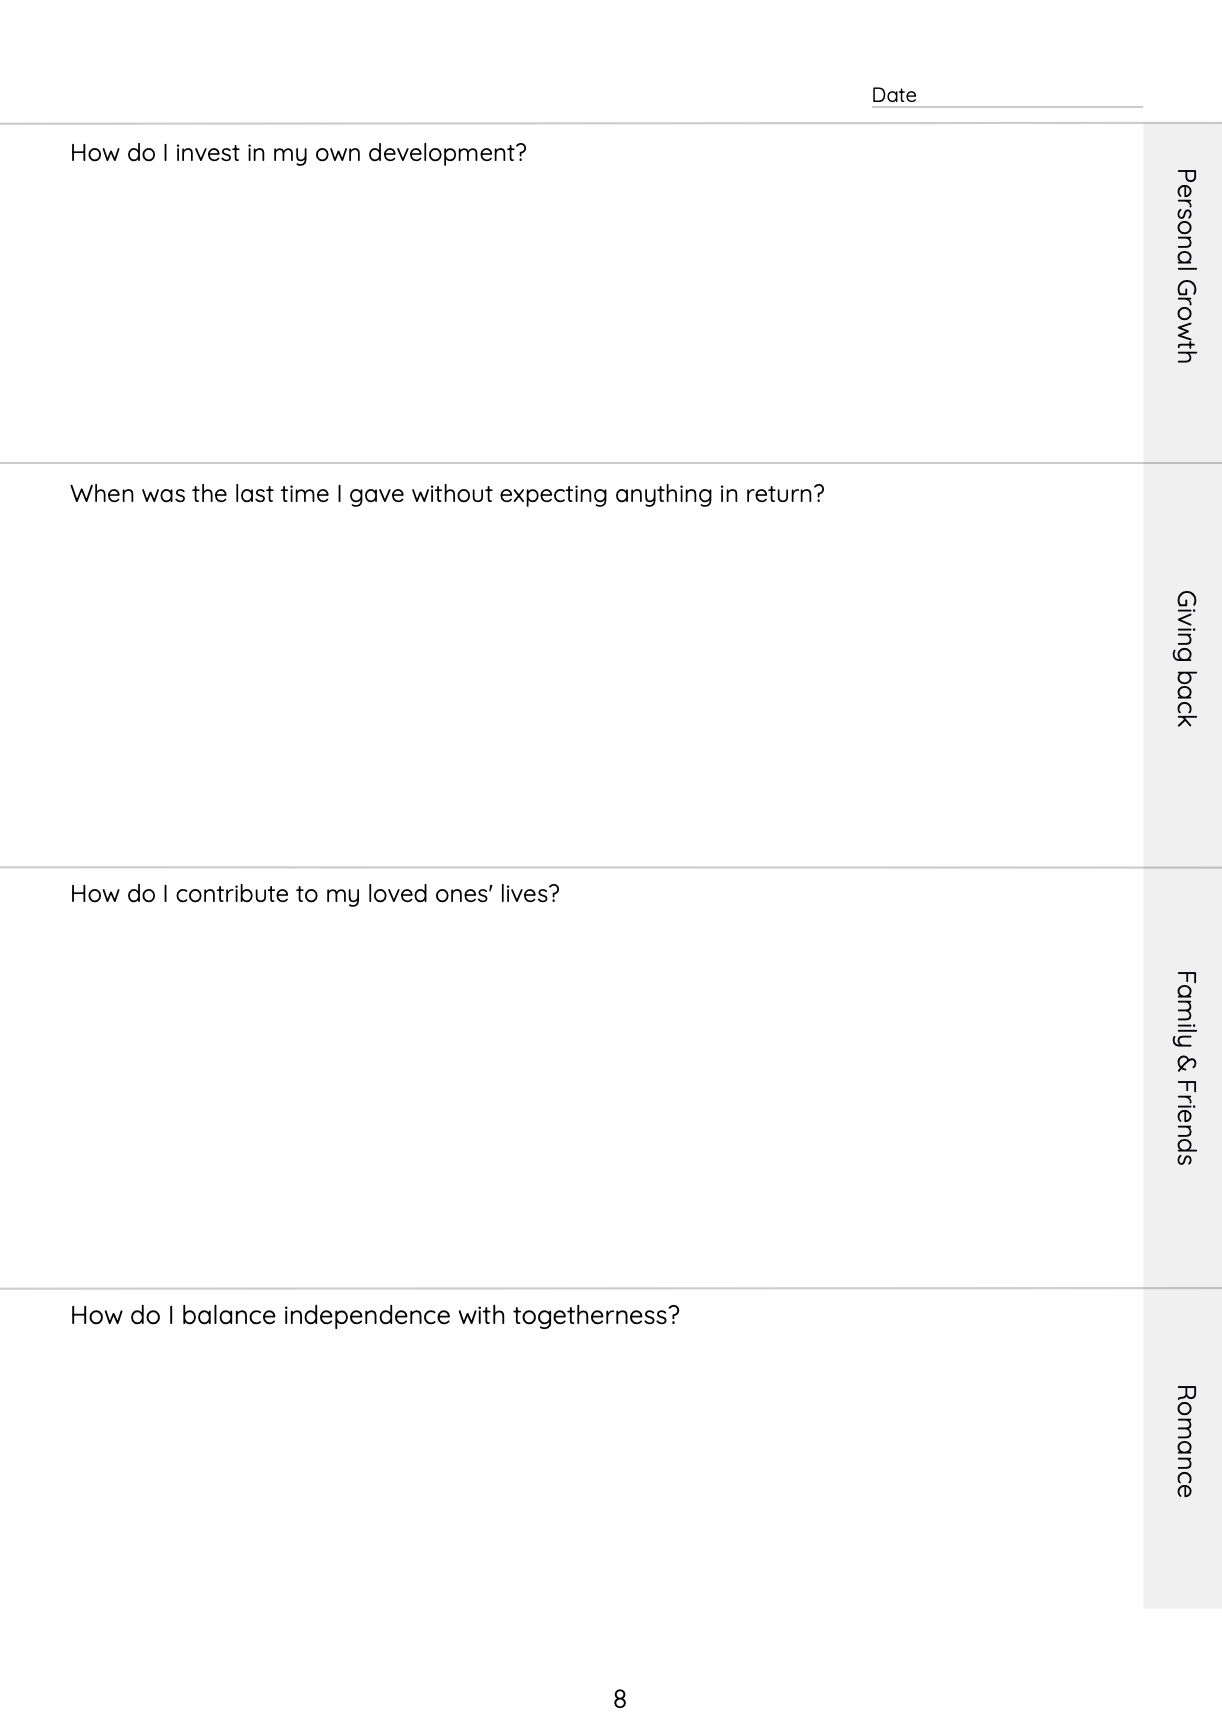 Date
How do I invest in my own development?
Personal Growth
When was the last time I gave without expecting anything in return?
Giving back
How do I contribute to my loved ones' lives?
Family & Friends
How do I balance independence with togetherness?
Romance
8